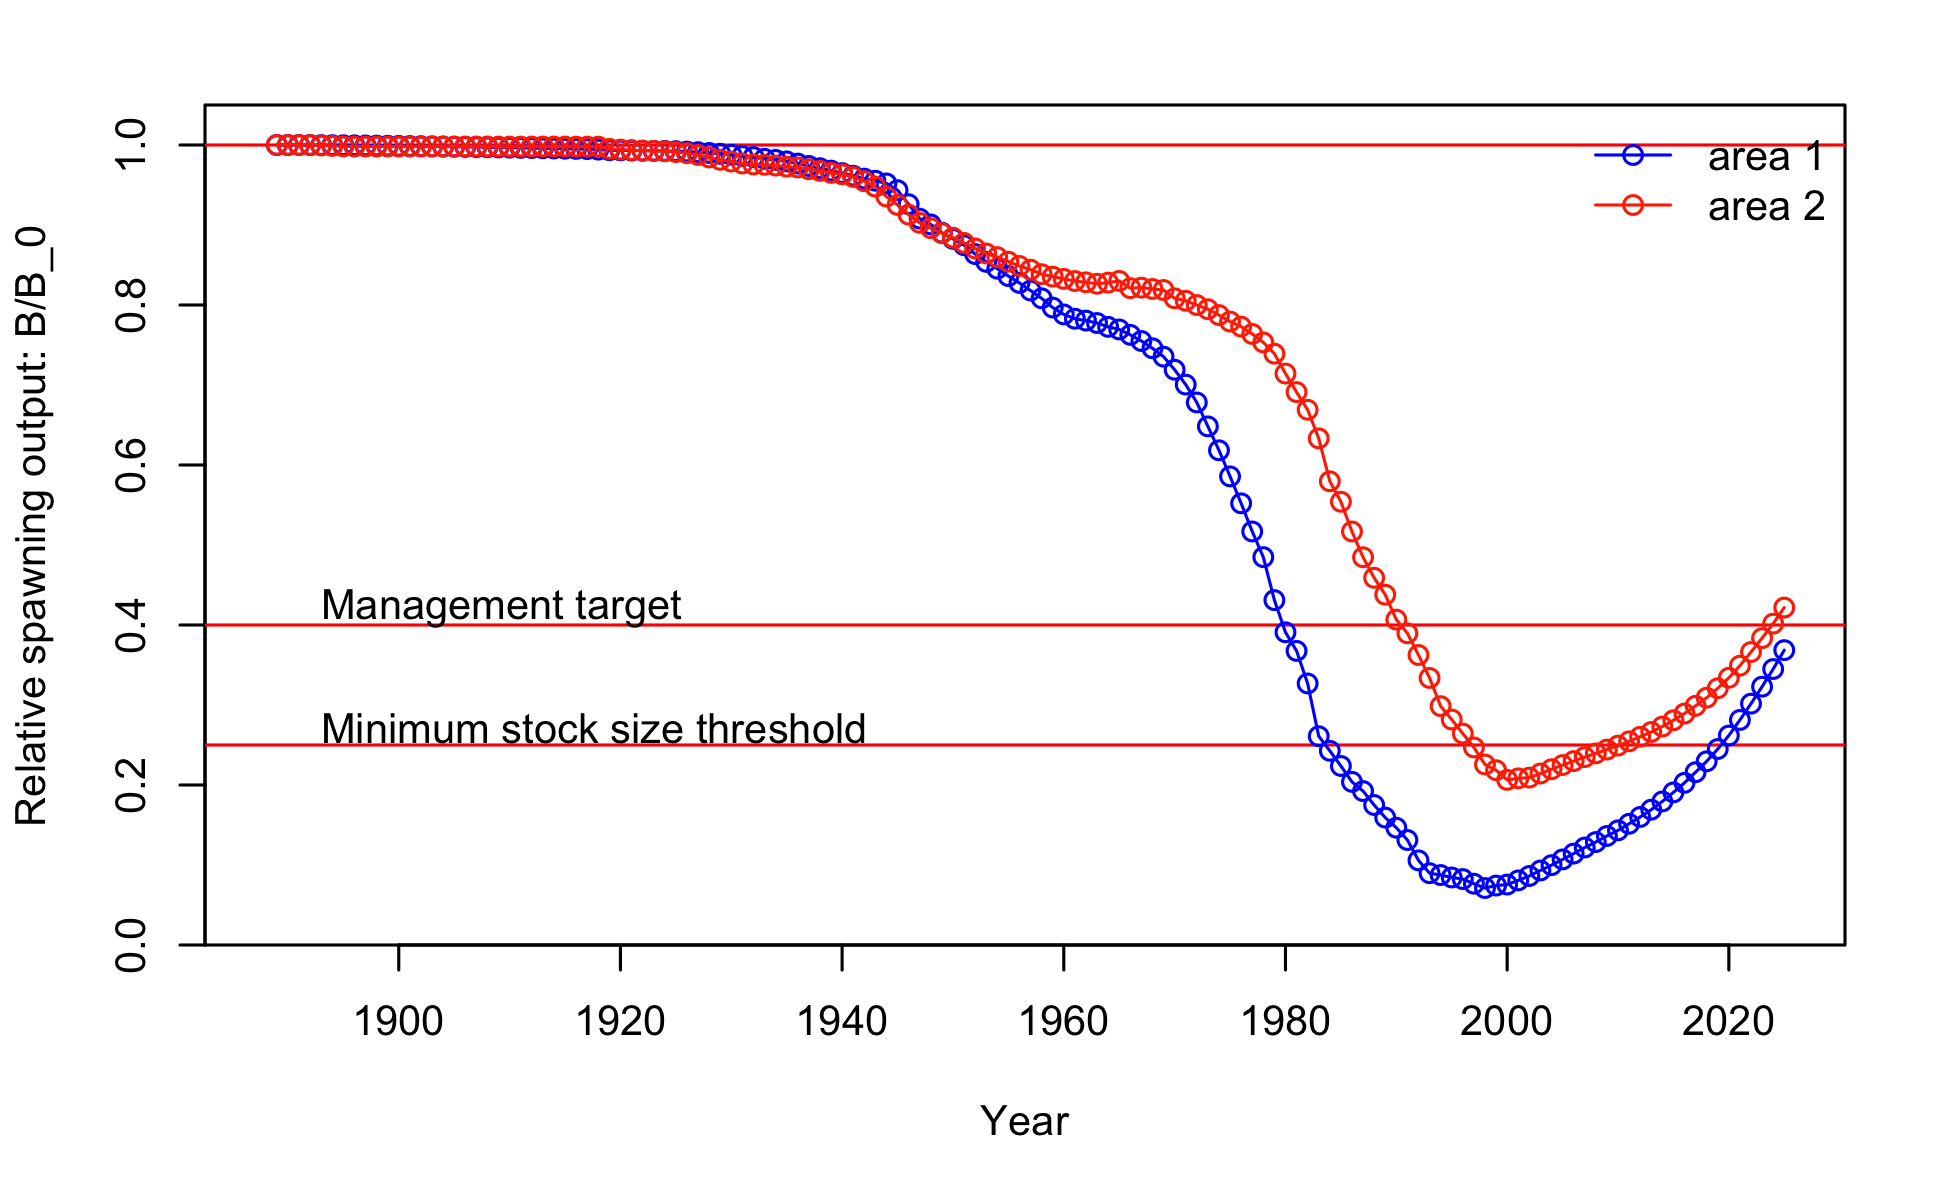 Relative spawning output: B/B_0
1.0
0.8
0.6
0.4
0.2
0.0
area 1
area 2
Management target
Minimum stock size threshold
1900 1920 1940 1960 1980 2000 2020
Year